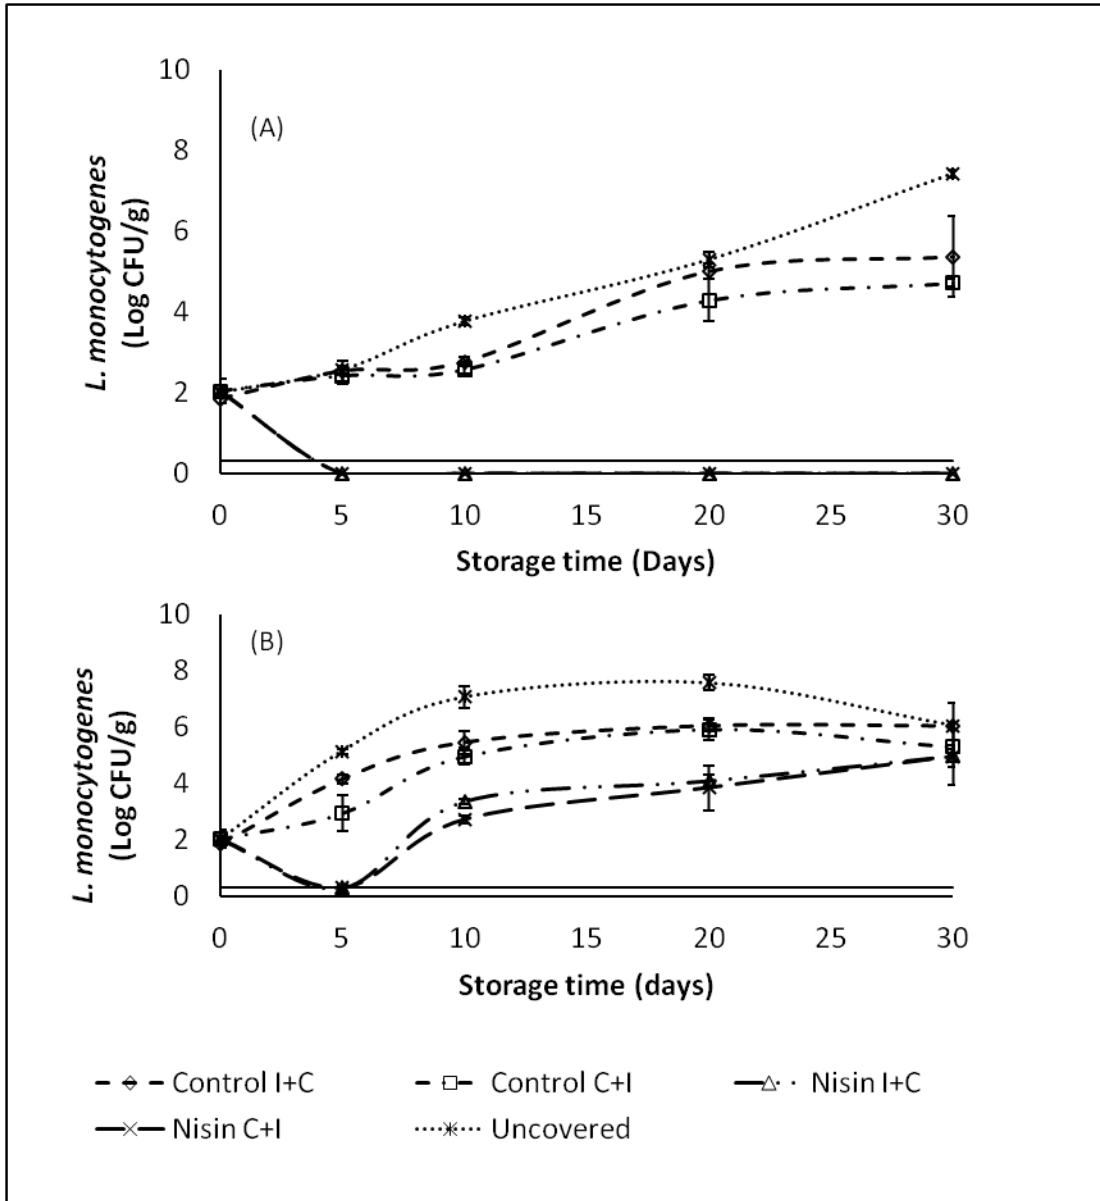 10
(A)
8
6
4
2
0
L. monocytogenes
(Log CFU/g)
0 5 10 15 20 25 30
Storage time (Days)
10
(B)
8
6
4
2
0
L. monocytogenes
(Log CFU/g)
0 5 10 15 20 25 30
Storage time (days)
Control I+C Control C+I Nisin I+C
Nisin C+I Uncovered